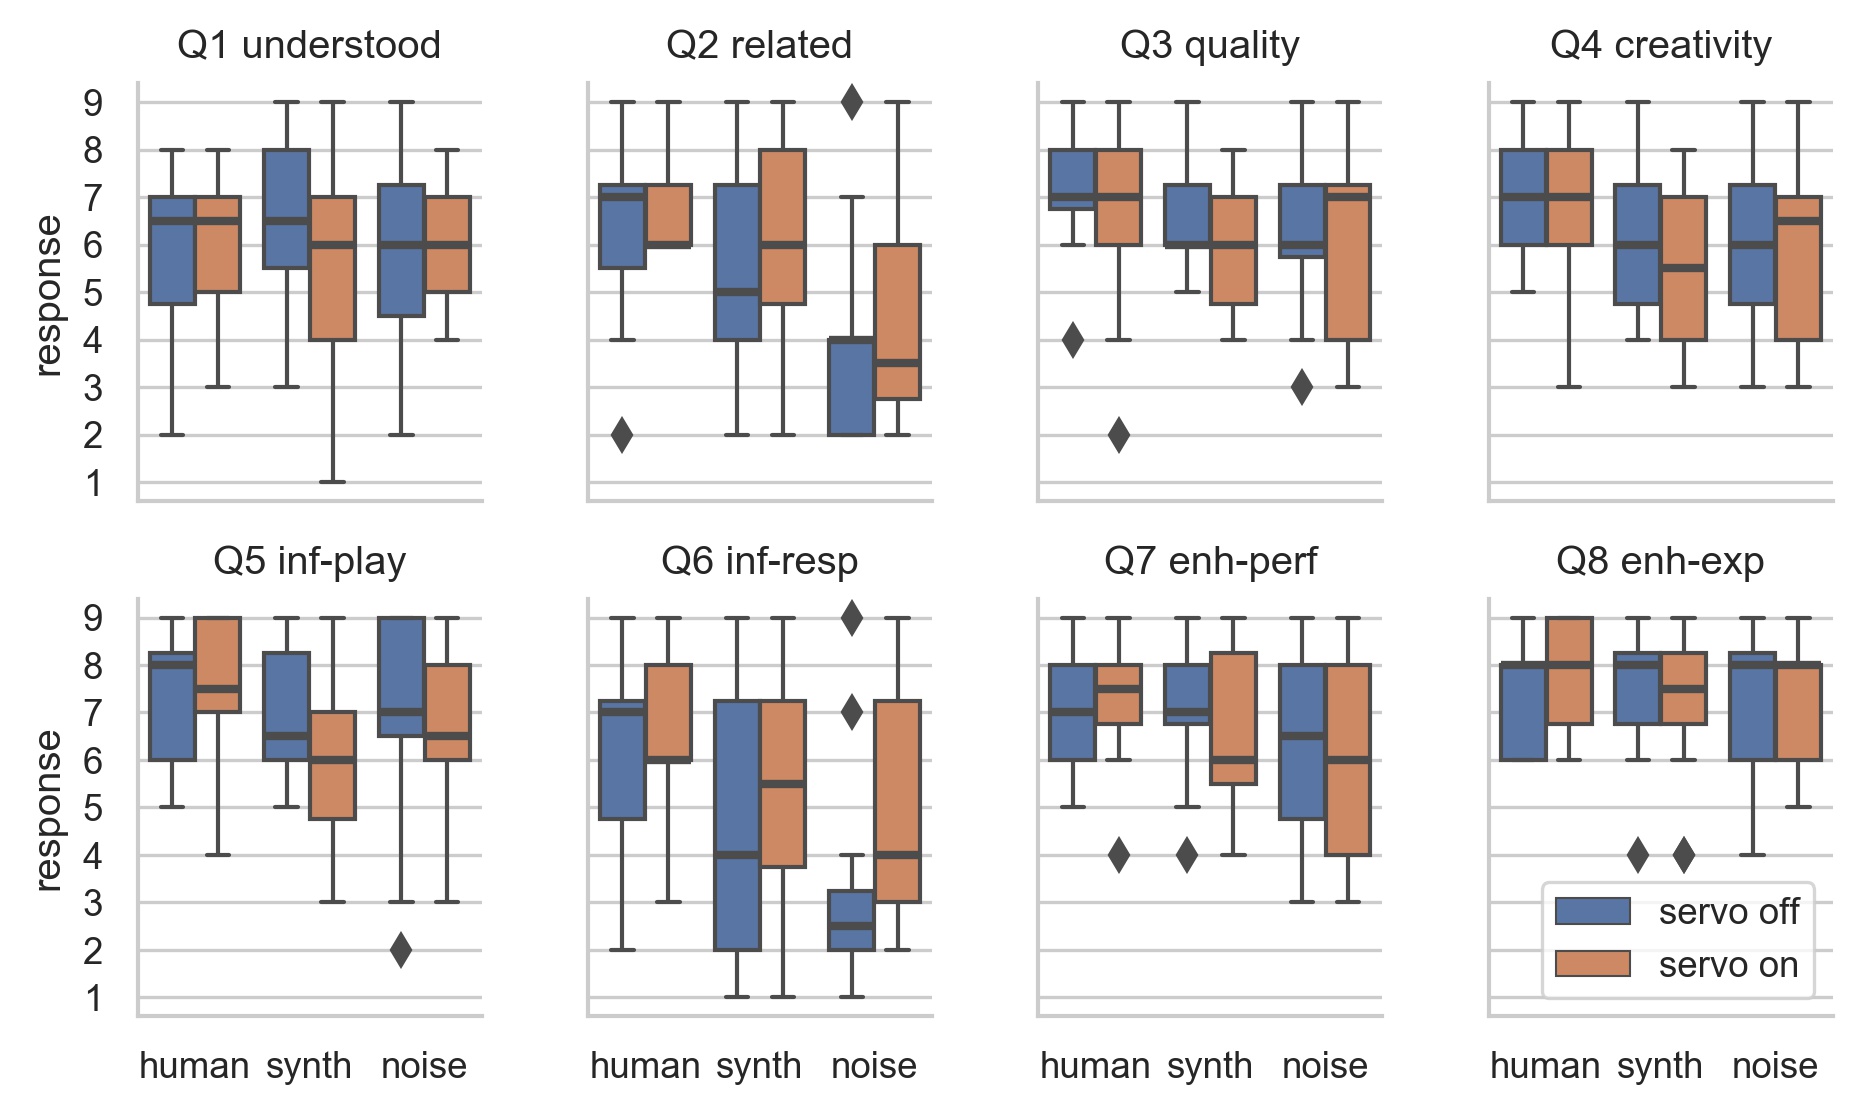 Q1 understood
Q2 related
Q3 quality
Q4 creativity
response
9
8
7
6
5
4
3
2
1
Q5 inf-play
Q6 inf-resp
Q7 enh-perf
Q8 enh-exp
response
9
8
7
6
5
4
3
2
1
servo off
servo on
human synth noise
human synth noise
human synth noise
human synth noise